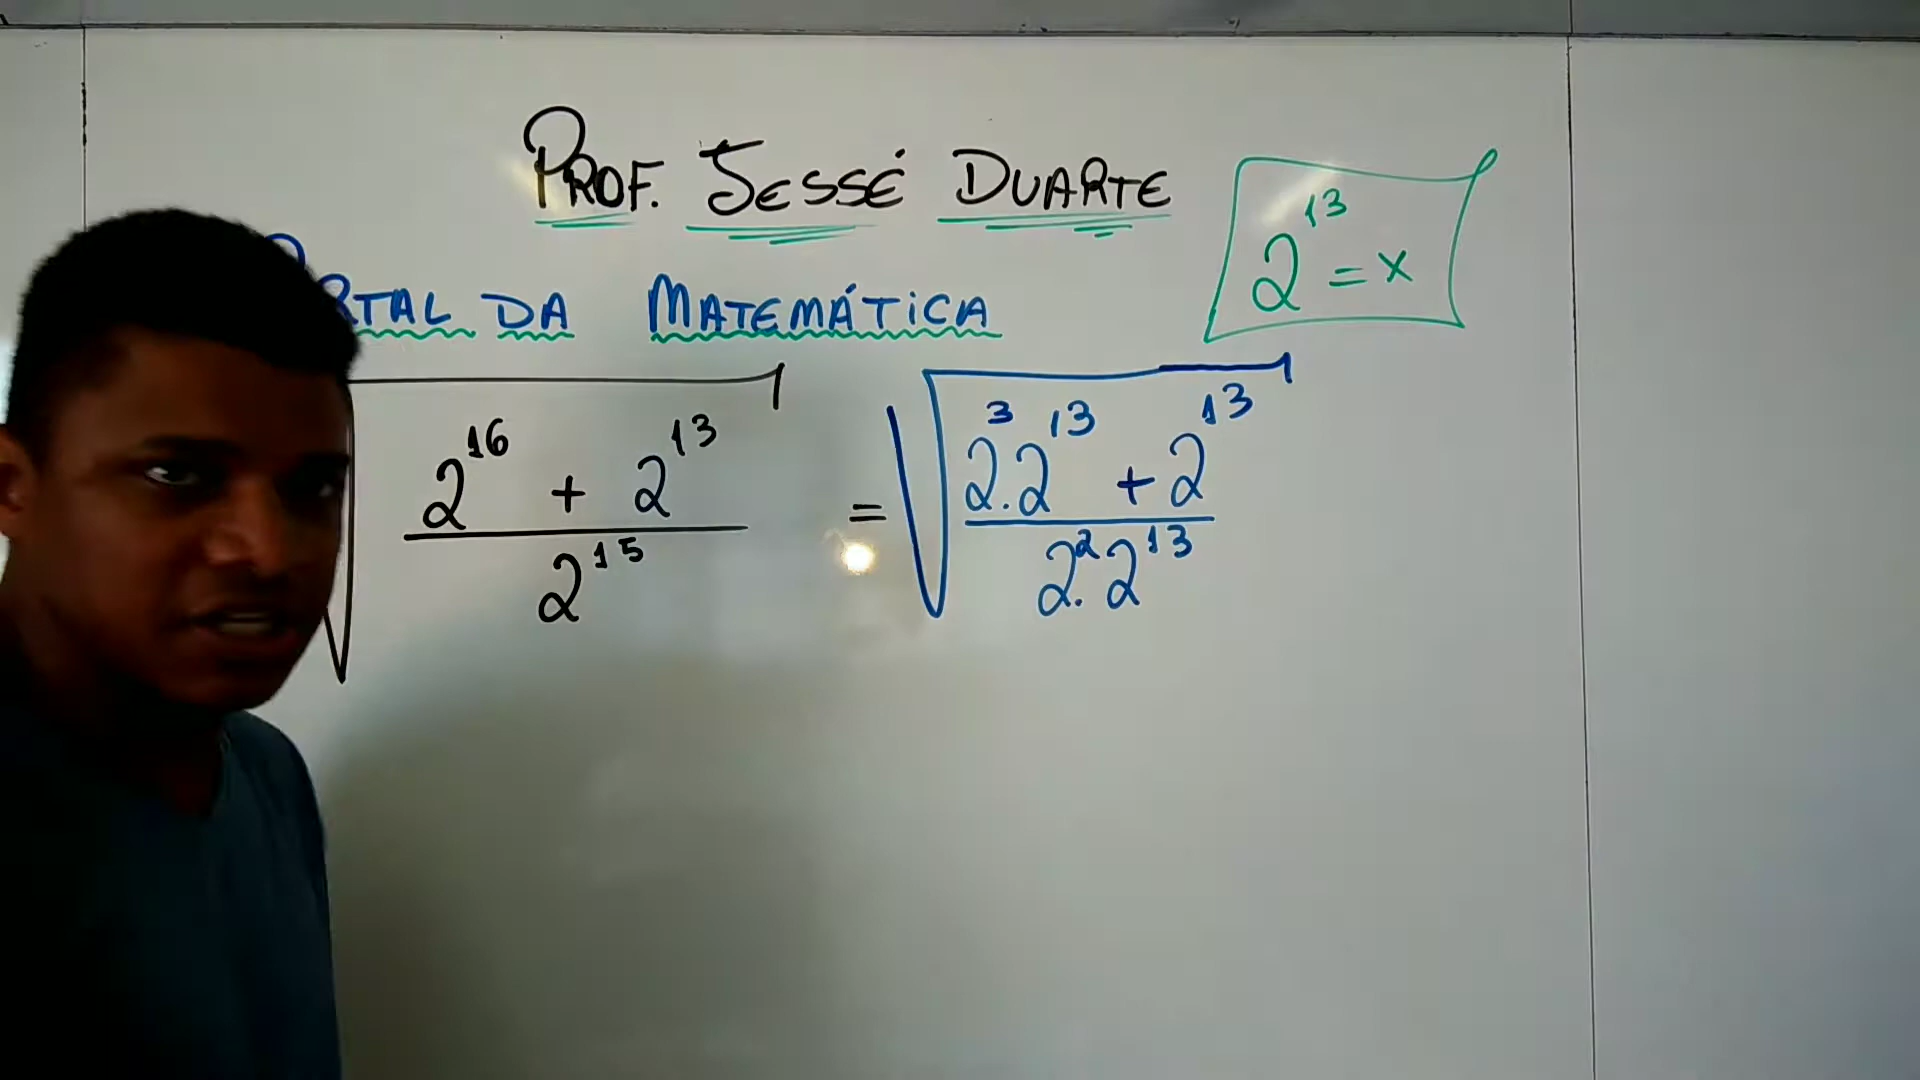 PROF. JESSÉ DUARTE
RTAL DA MATEMÁTICA
2^13 = x
√((2^16 + 2^13)/2^15) = √((2^3.2^13 + 2^13)/(2^2.2^13))